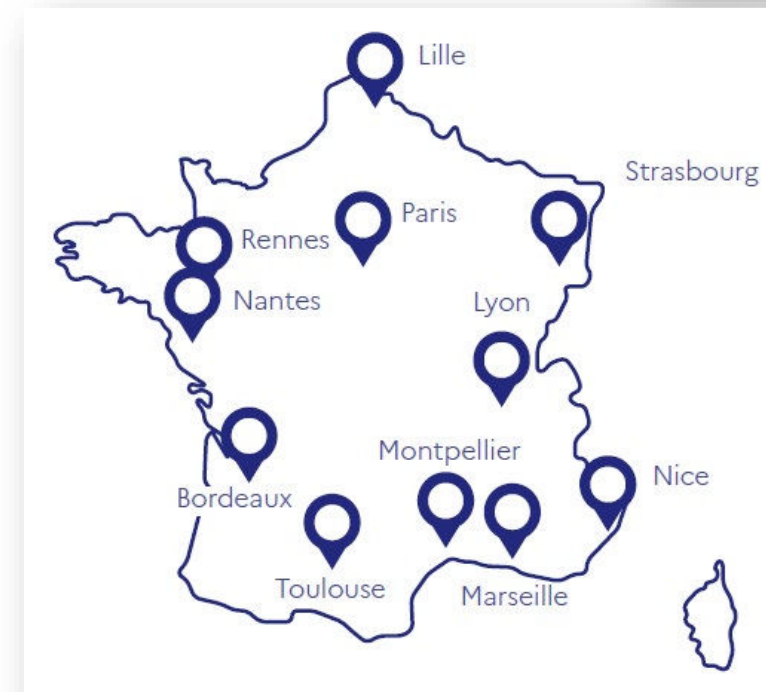 Lille
Strasbourg
Paris
Rennes
Nantes
Lyon
Montpellier
Nice
Bordeaux
Toulouse
Marseille